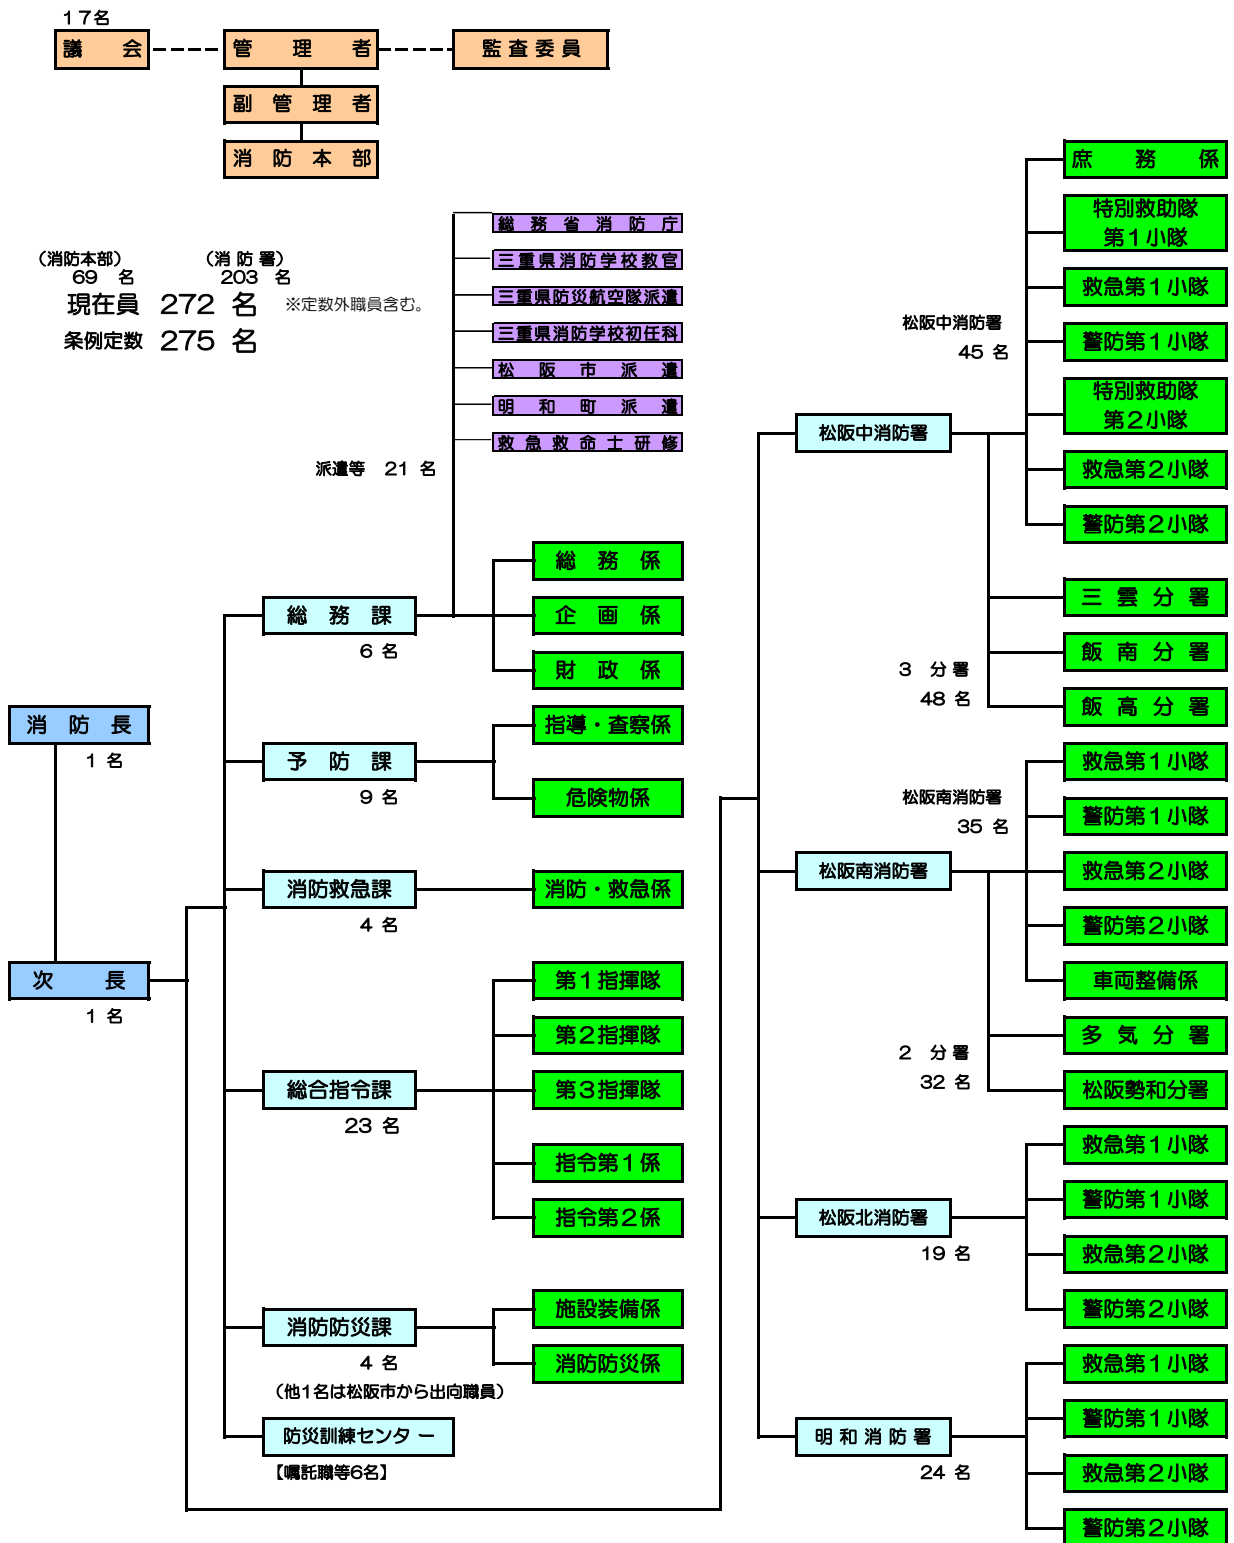 17名
議会
管理者
監査委員
副管理者
消防本部
（消防本部）
（消防署）
69 名
203 名
現在員 272 名 ※定数外職員含む。
条例定数 275 名
総務省消防庁
三重県消防学校教官
三重県防災航空隊派遣
三重県消防学校初任科
松阪市派遣
明和町派遣
救急救命士研修
派遣等 21 名
消防長
1 名
次長
1 名
総務課
6 名
総務係
企画係
財政係
予防課
9 名
指導・査察係
危険物係
消防救急課
4 名
消防・救急係
総合指令課
23 名
第1指揮隊
第2指揮隊
第3指揮隊
指令第1係
指令第2係
消防防災課
4 名
（他1名は松阪市から出向職員）
施設装備係
消防防災係
防災訓練センター
【嘱託職等6名】
松阪中消防署
45 名
松阪中消防署
庶務係
特別救助隊
第1小隊
救急第1小隊
警防第1小隊
特別救助隊
第2小隊
救急第2小隊
警防第2小隊
3 分署
48 名
三雲分署
飯南分署
飯高分署
松阪南消防署
35 名
松阪南消防署
救急第1小隊
警防第1小隊
救急第2小隊
警防第2小隊
車両整備係
2 分署
32 名
多気分署
松阪勢和分署
松阪北消防署
19 名
救急第1小隊
警防第1小隊
救急第2小隊
警防第2小隊
明和消防署
24 名
救急第1小隊
警防第1小隊
救急第2小隊
警防第2小隊